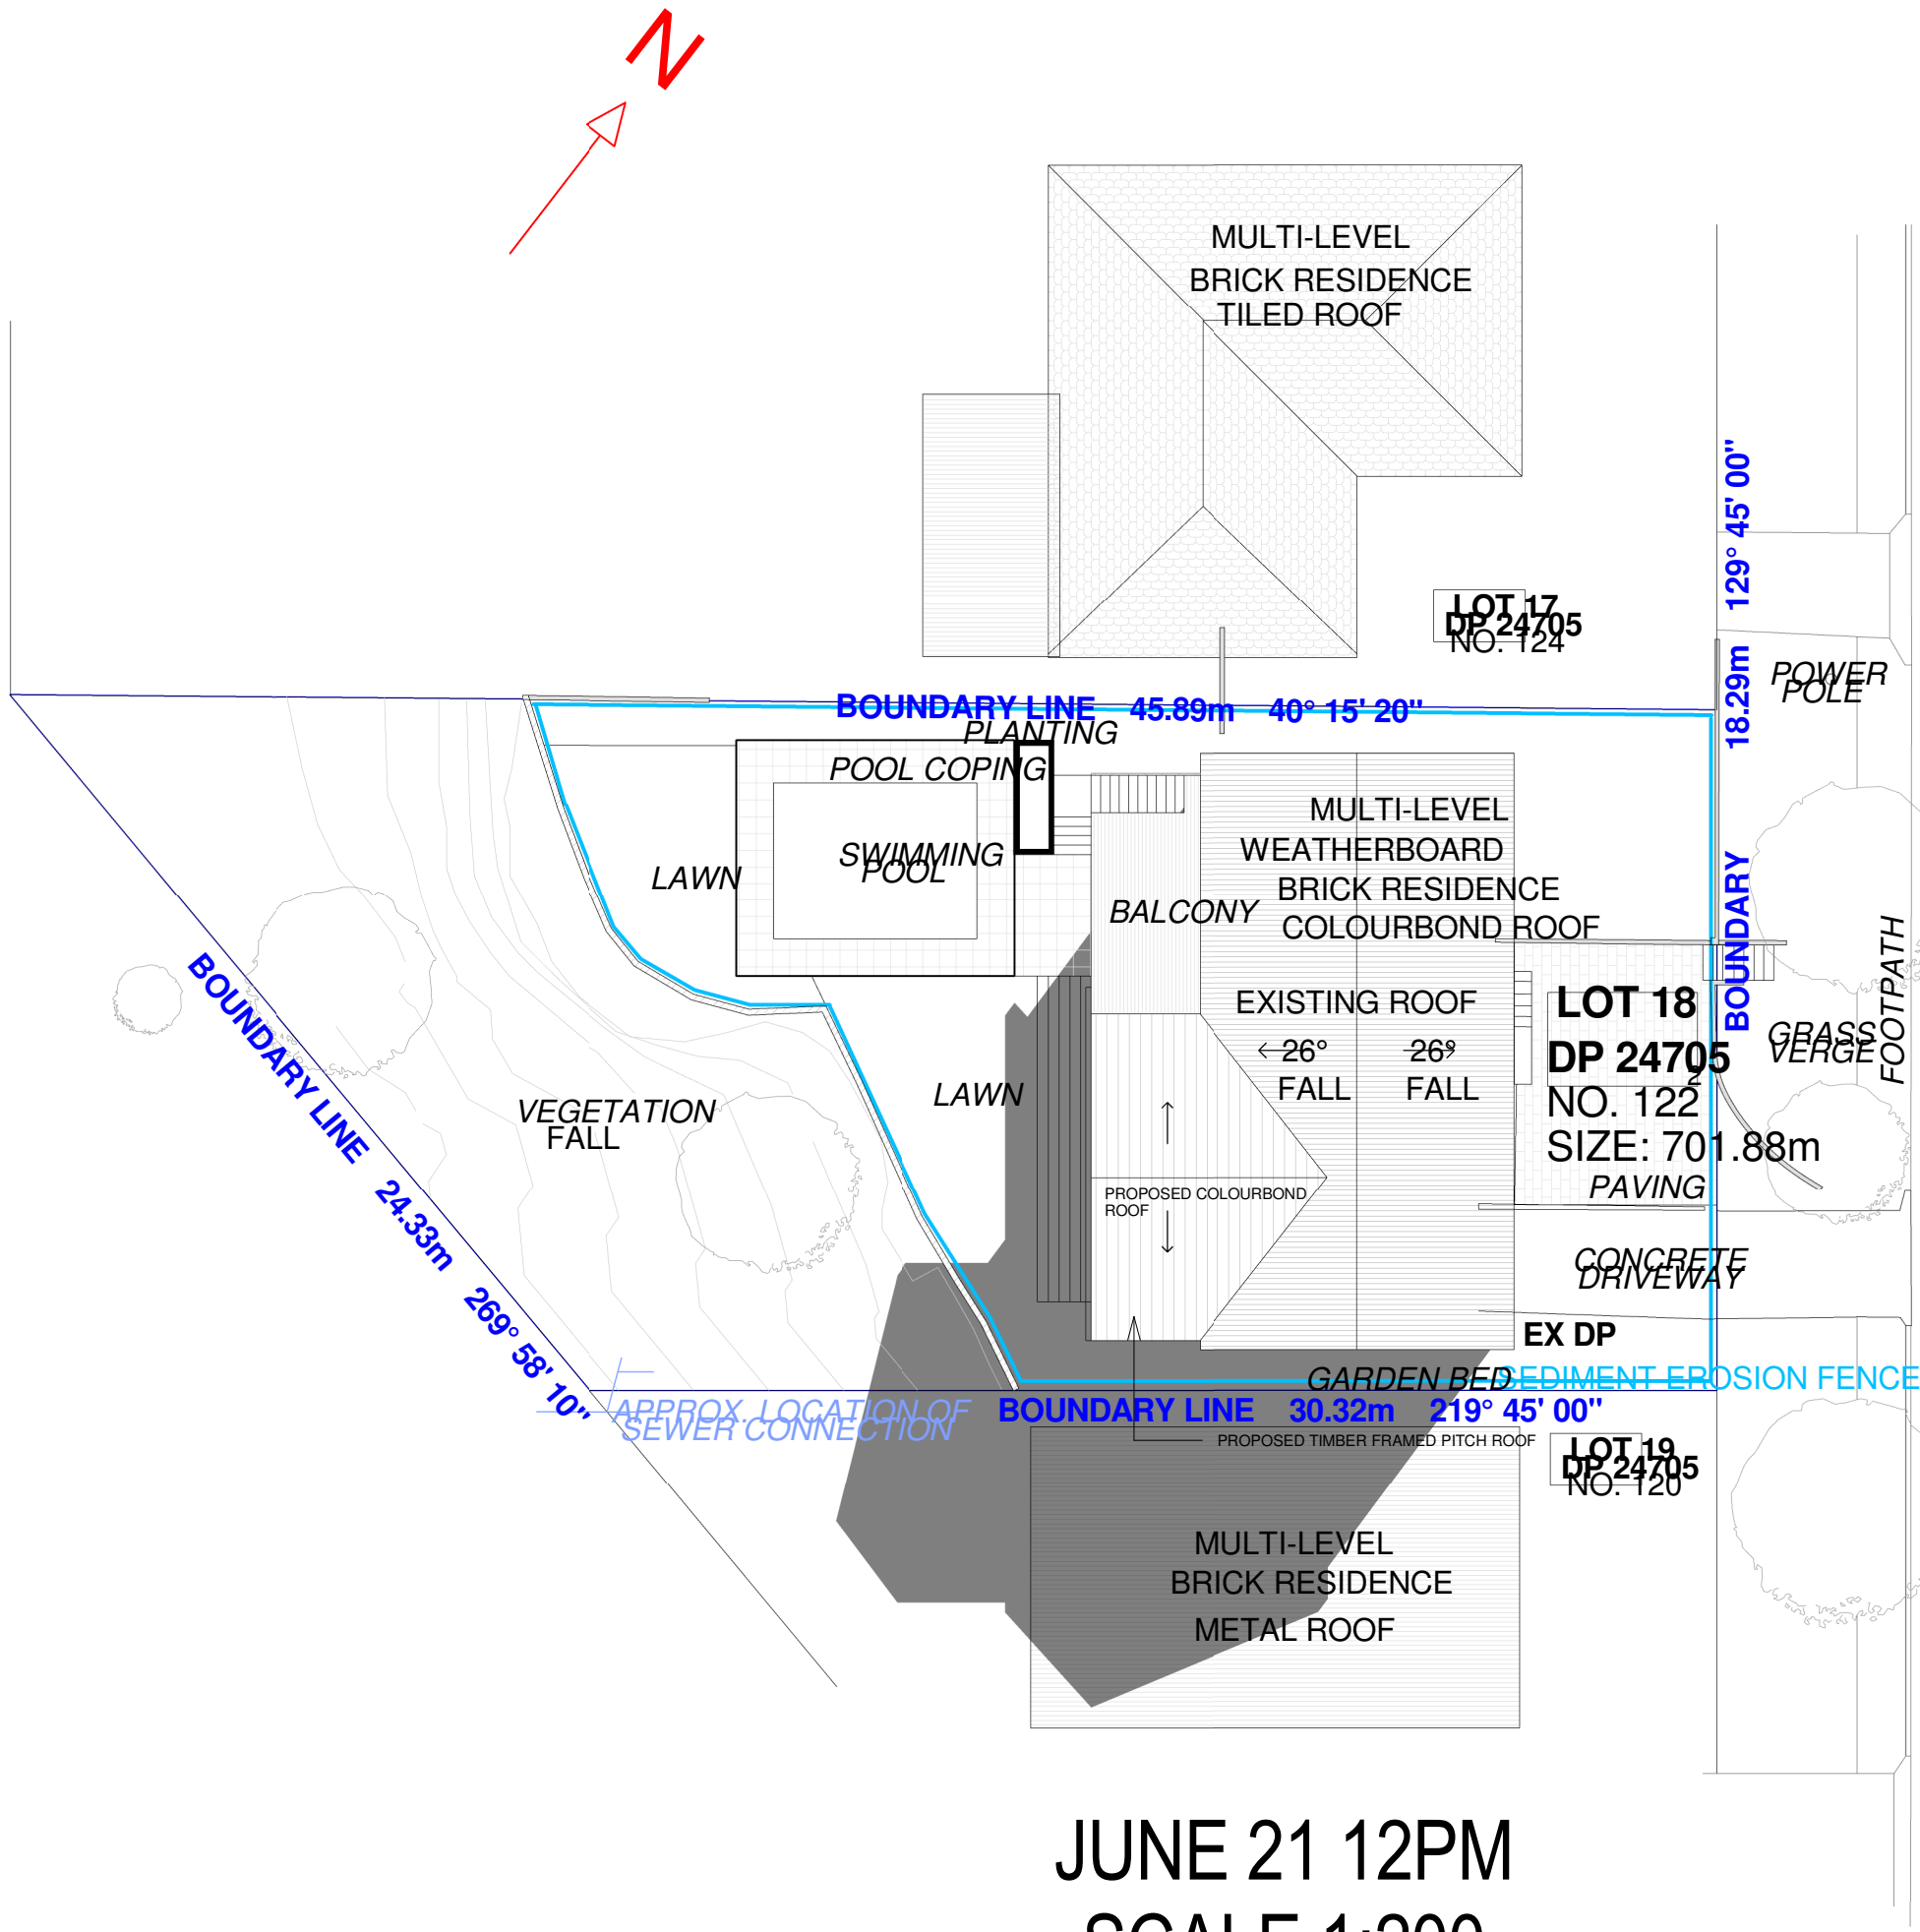 N
MULTI-LEVEL
BRICK RESIDENCE
TILED ROOF
LOT 17
DP 24705
NO. 124
18.29m 129° 45' 00"
POWER
POLE
BOUNDARY LINE 45.89m 40° 15' 20"
PLANTING
POOL COPING
SWIMMING
POOL
LAWN
BALCONY
MULTI-LEVEL
WEATHERBOARD
BRICK RESIDENCE
COLOURBOND ROOF
EXISTING ROOF
26°
FALL
26°
FALL
BOUNDARY
LOT 18
DP 24705
NO. 122
SIZE: 701.88m
2
PAVING
GRASS
VERGE
FOOTPATH
BOUNDARY LINE 24.33m 269° 58' 10"
VEGETATION
FALL
LAWN
PROPOSED COLOURBOND
ROOF
CONCRETE
DRIVEWAY
EX DP
GARDEN BED
SEDIMENT EROSION FENCE
APPROX. LOCATION OF
SEWER CONNECTION
BOUNDARY LINE 30.32m 219° 45' 00"
PROPOSED TIMBER FRAMED PITCH ROOF
LOT 19
DP 24705
NO. 120
MULTI-LEVEL
BRICK RESIDENCE
METAL ROOF
JUNE 21 12PM
SCALE 1:200